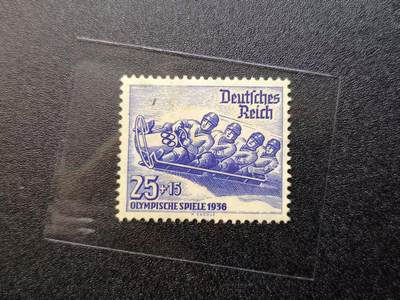 Deutsches
Reich
25+15
OLYMPISCHE SPIELE 1936